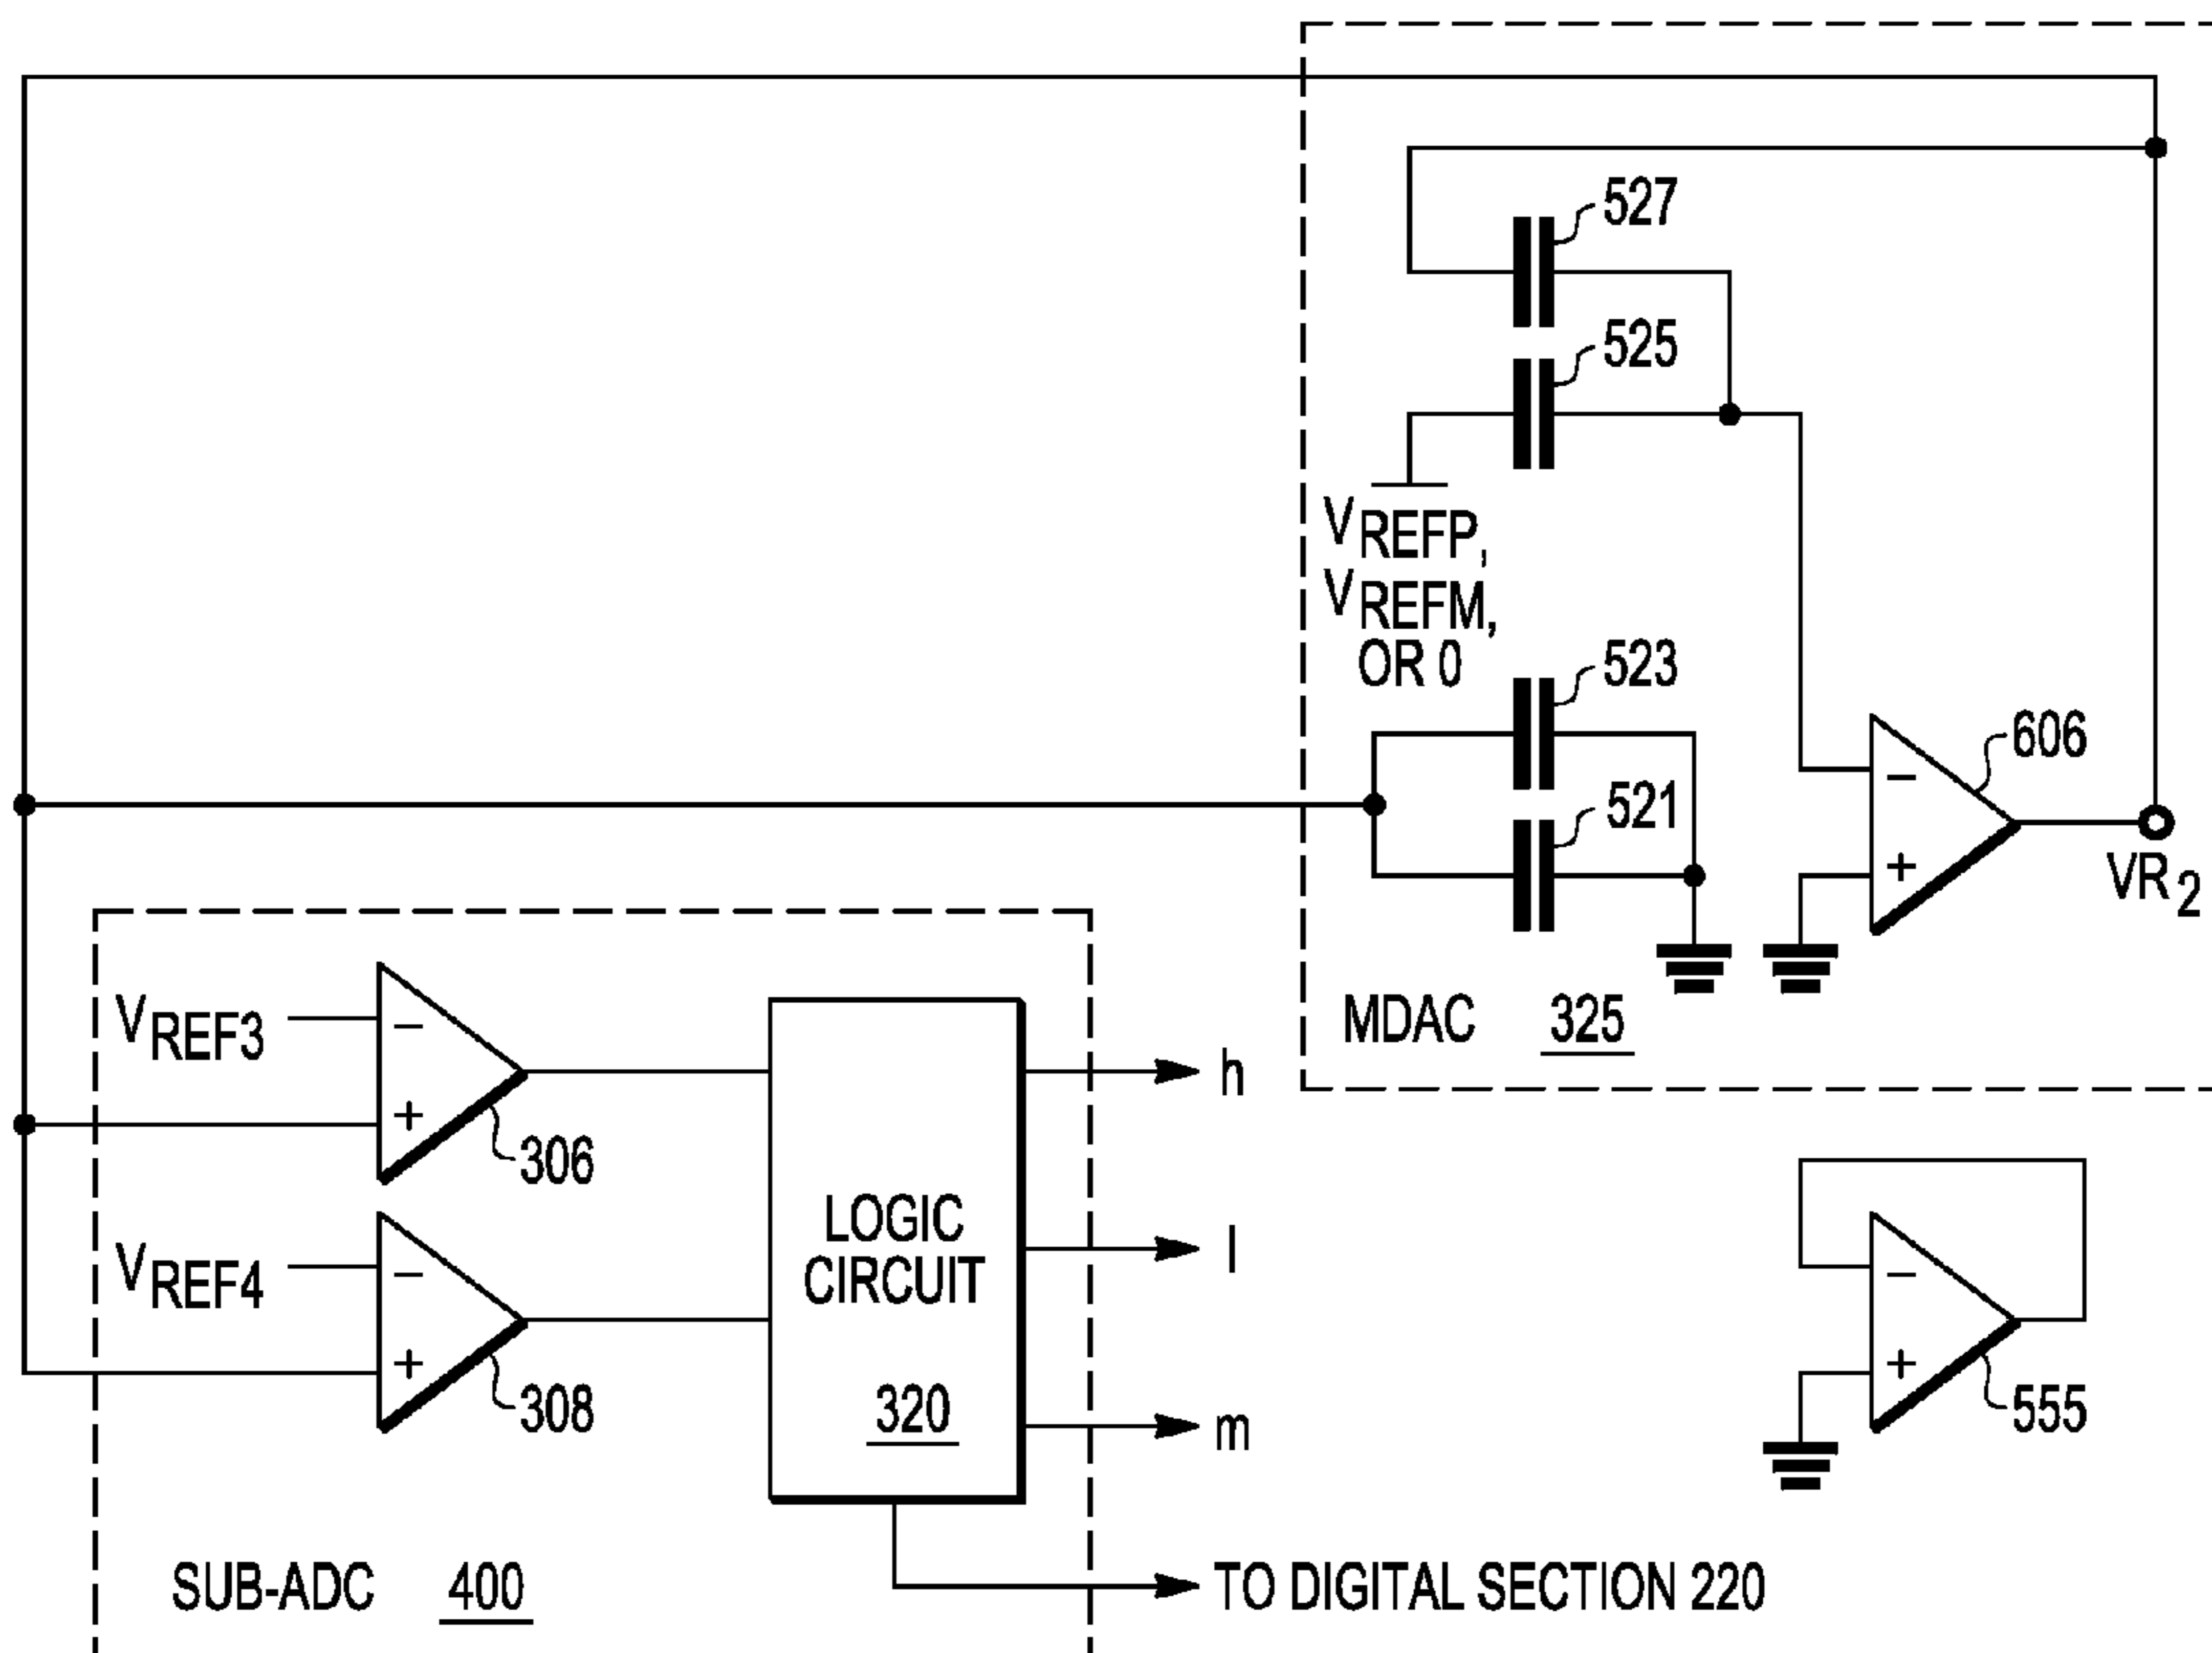 527
525
VREFP,
VREFM,
OR 0
523
521
606
−
+
VR2
MDAC 325
VREF3
−
+
306
VREF4
−
+
308
LOGIC
CIRCUIT
320
h
l
m
−
+
555
SUB-ADC 400
TO DIGITAL SECTION 220